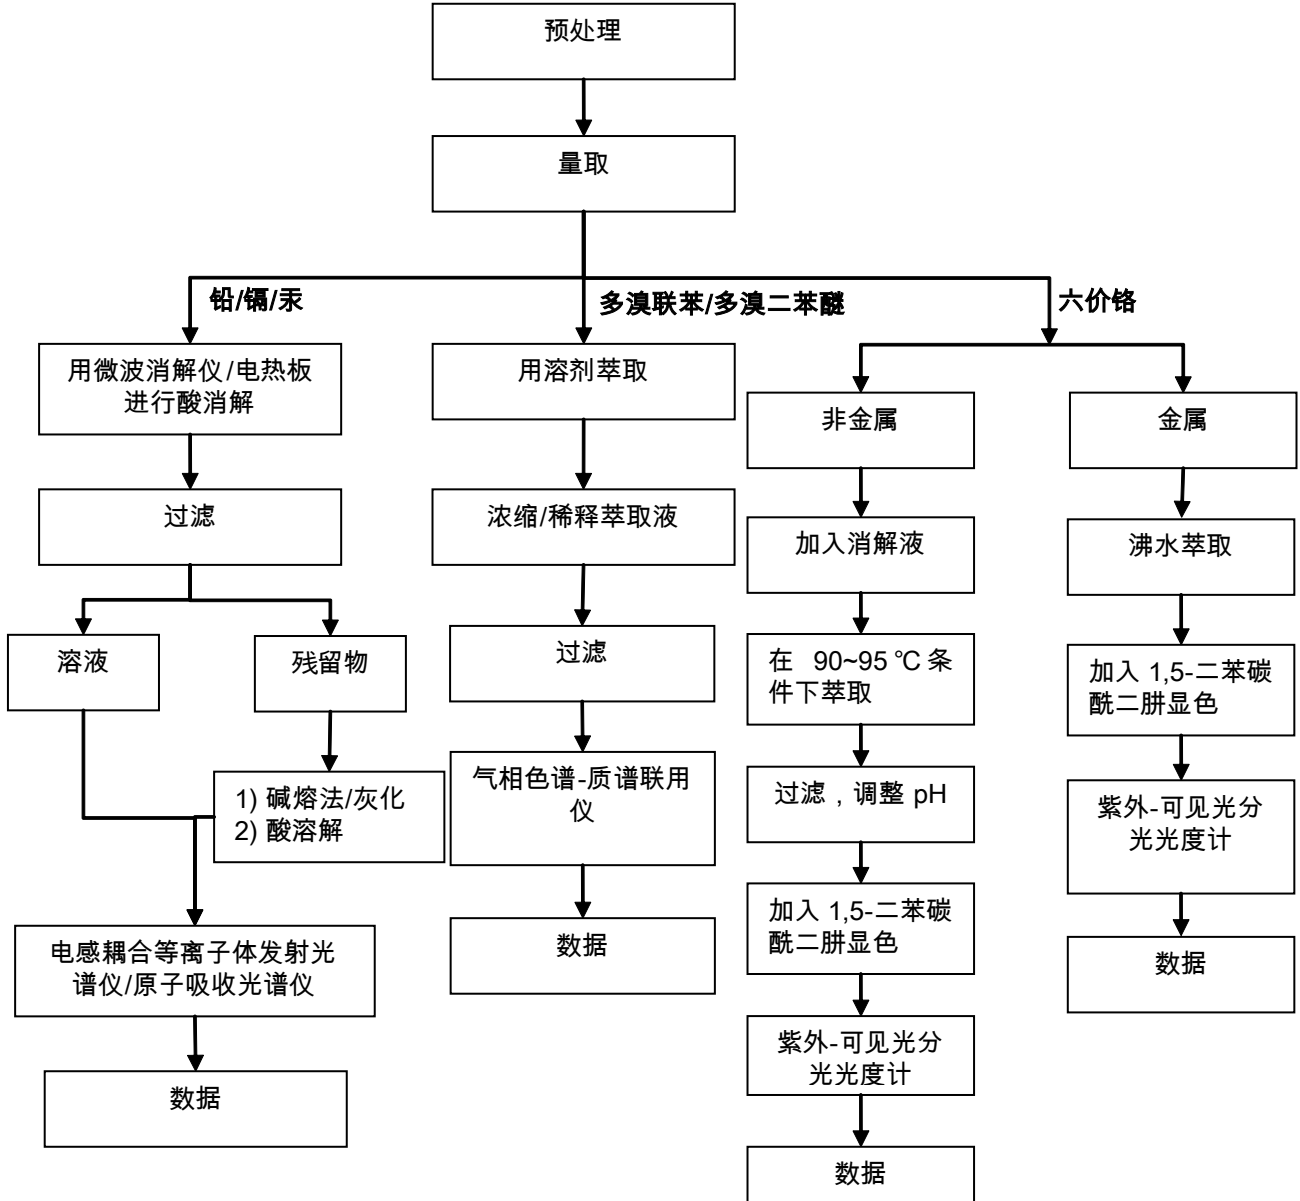 预处理
量取
铅/镉/汞
多溴联苯/多溴二苯醚
六价铬
用微波消解仪/电热板
进行酸消解
过滤
溶液
残留物
1) 碱熔法/灰化
2) 酸溶解
电感耦合等离子体发射光
谱仪/原子吸收光谱仪
数据
用溶剂萃取
浓缩/稀释萃取液
过滤
气相色谱-质谱联用
仪
数据
非金属
加入消解液
在 90~95 ℃ 条
件下萃取
过滤，调整 pH
加入 1,5-二苯碳
酰二肼显色
紫外-可见光分
光光度计
数据
金属
沸水萃取
加入 1,5-二苯碳
酰二肼显色
紫外-可见光分
光光度计
数据